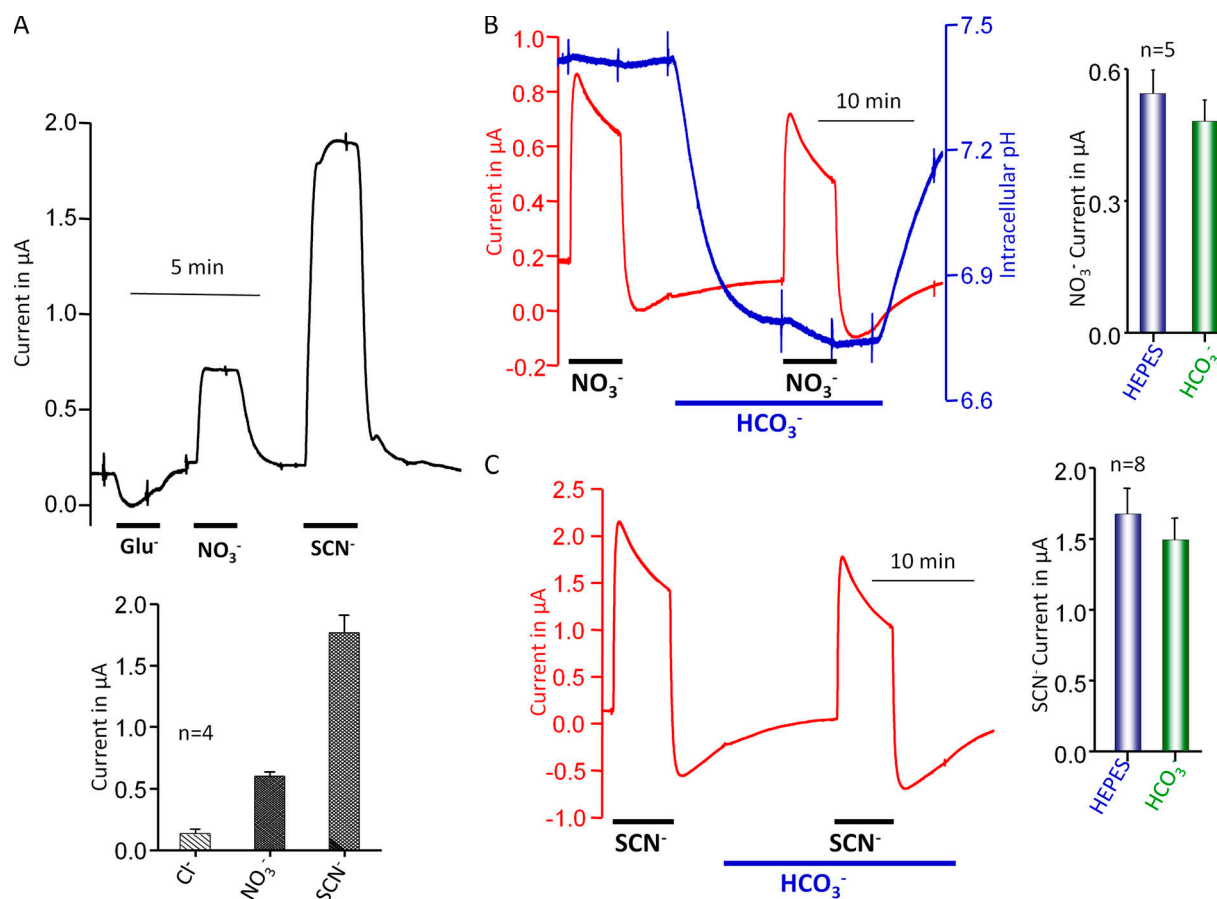 A
2.0
1.5
1.0
0.5
0.0
Current in µA
5 min
Glu⁻
NO₃⁻
SCN⁻
2.0
1.5
1.0
0.5
0.0
Current in µA
n=4
Cl⁻
NO₃⁻
SCN⁻
B
1.0
0.8
0.6
0.4
0.2
0.0
-0.2
Current in µA
10 min
7.5
7.2
6.9
6.6
Intracellular pH
NO₃⁻
NO₃⁻
HCO₃⁻
n=5
0.6
0.3
0.0
NO₃⁻ Current in µA
HEPES
HCO₃⁻
C
2.5
2.0
1.5
1.0
0.5
0.0
-0.5
-1.0
Current in µA
10 min
SCN⁻
SCN⁻
HCO₃⁻
n=8
2.0
1.5
1.0
0.5
0.0
SCN⁻ Current in µA
HEPES
HCO₃⁻